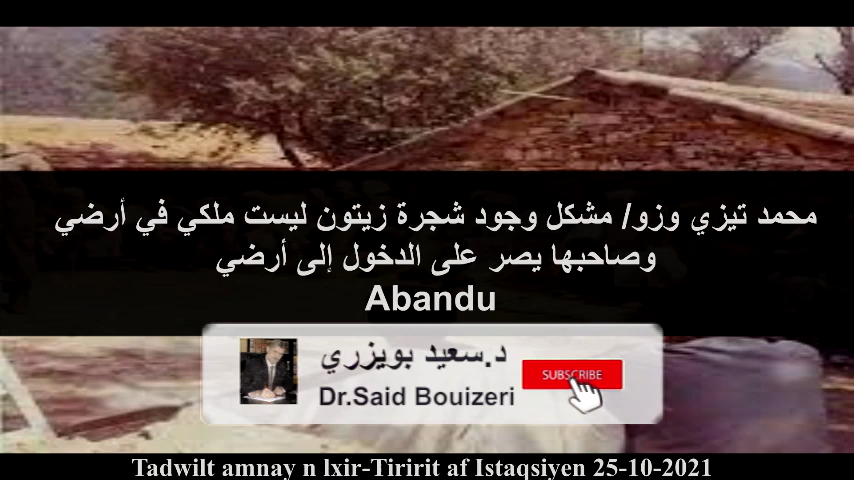 محمد تيزي وزو/ مشكل وجود شجرة زيتون ليست ملكي في أرضي
وصاحبها يصر على الدخول إلى أرضي
Abandu
د.سعيد بويزري
Dr.Said Bouizeri
SUBSCRIBE
Tadwilt amnay n lxir-Tiririt af Istaqsiyen 25-10-2021